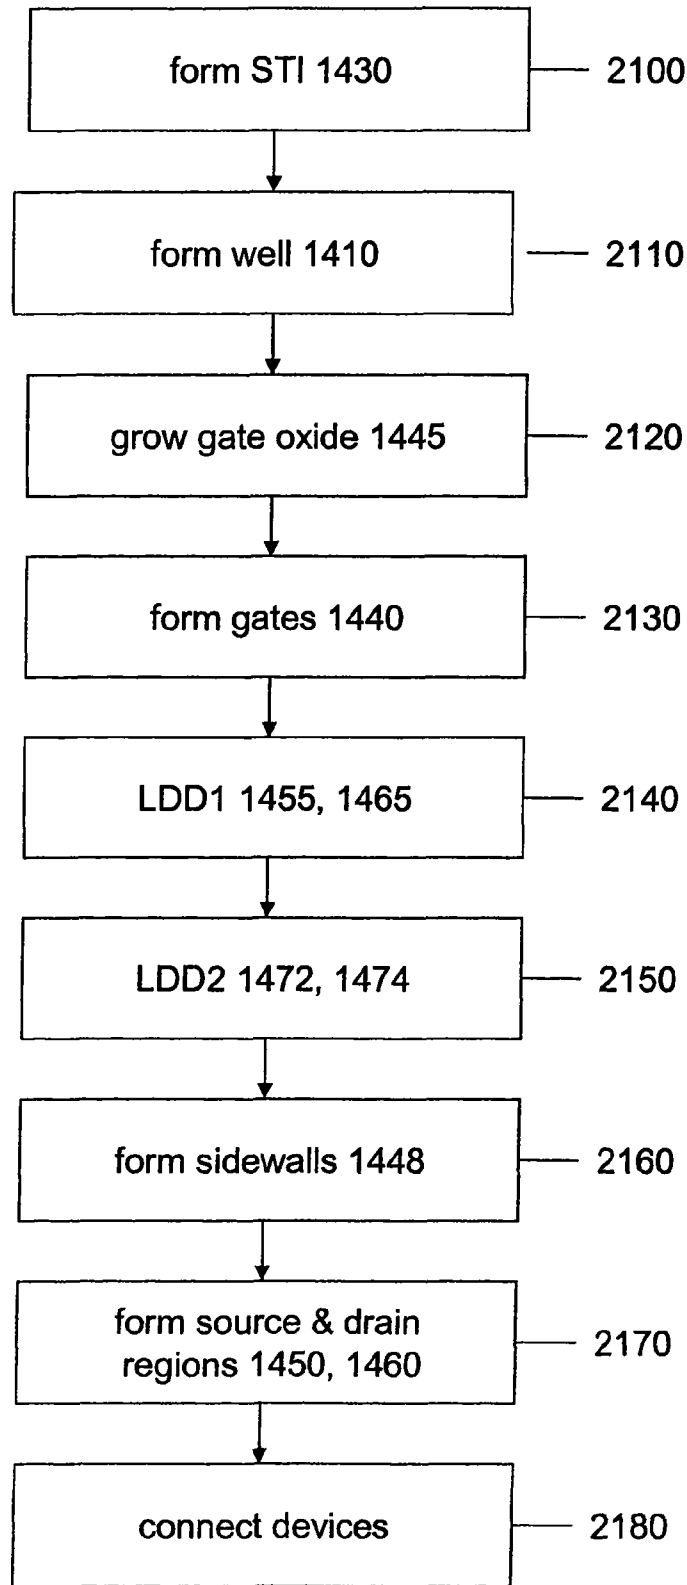 form STI 1430 2100
form well 1410 2110
grow gate oxide 1445 2120
form gates 1440 2130
LDD1 1455, 1465 2140
LDD2 1472, 1474 2150
form sidewalls 1448 2160
form source & drain
regions 1450, 1460 2170
connect devices 2180